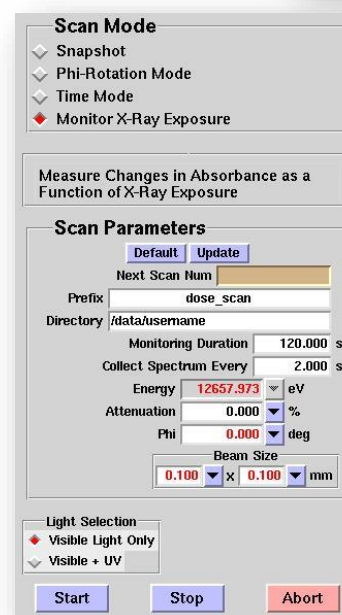 Scan Mode
Snapshot
Phi-Rotation Mode
Time Mode
Monitor X-Ray Exposure
Measure Changes in Absorbance as a
Function of X-Ray Exposure
Scan Parameters
Default Update
Next Scan Num
Prefix dose_scan
Directory /data/username
Monitoring Duration 120.000 s
Collect Spectrum Every 2.000 s
Energy 12657.973 eV
Attenuation 0.000 %
Phi 0.000 deg
Beam Size
0.100 x 0.100 mm
Light Selection
Visible Light Only
Visible + UV
Start Stop Abort